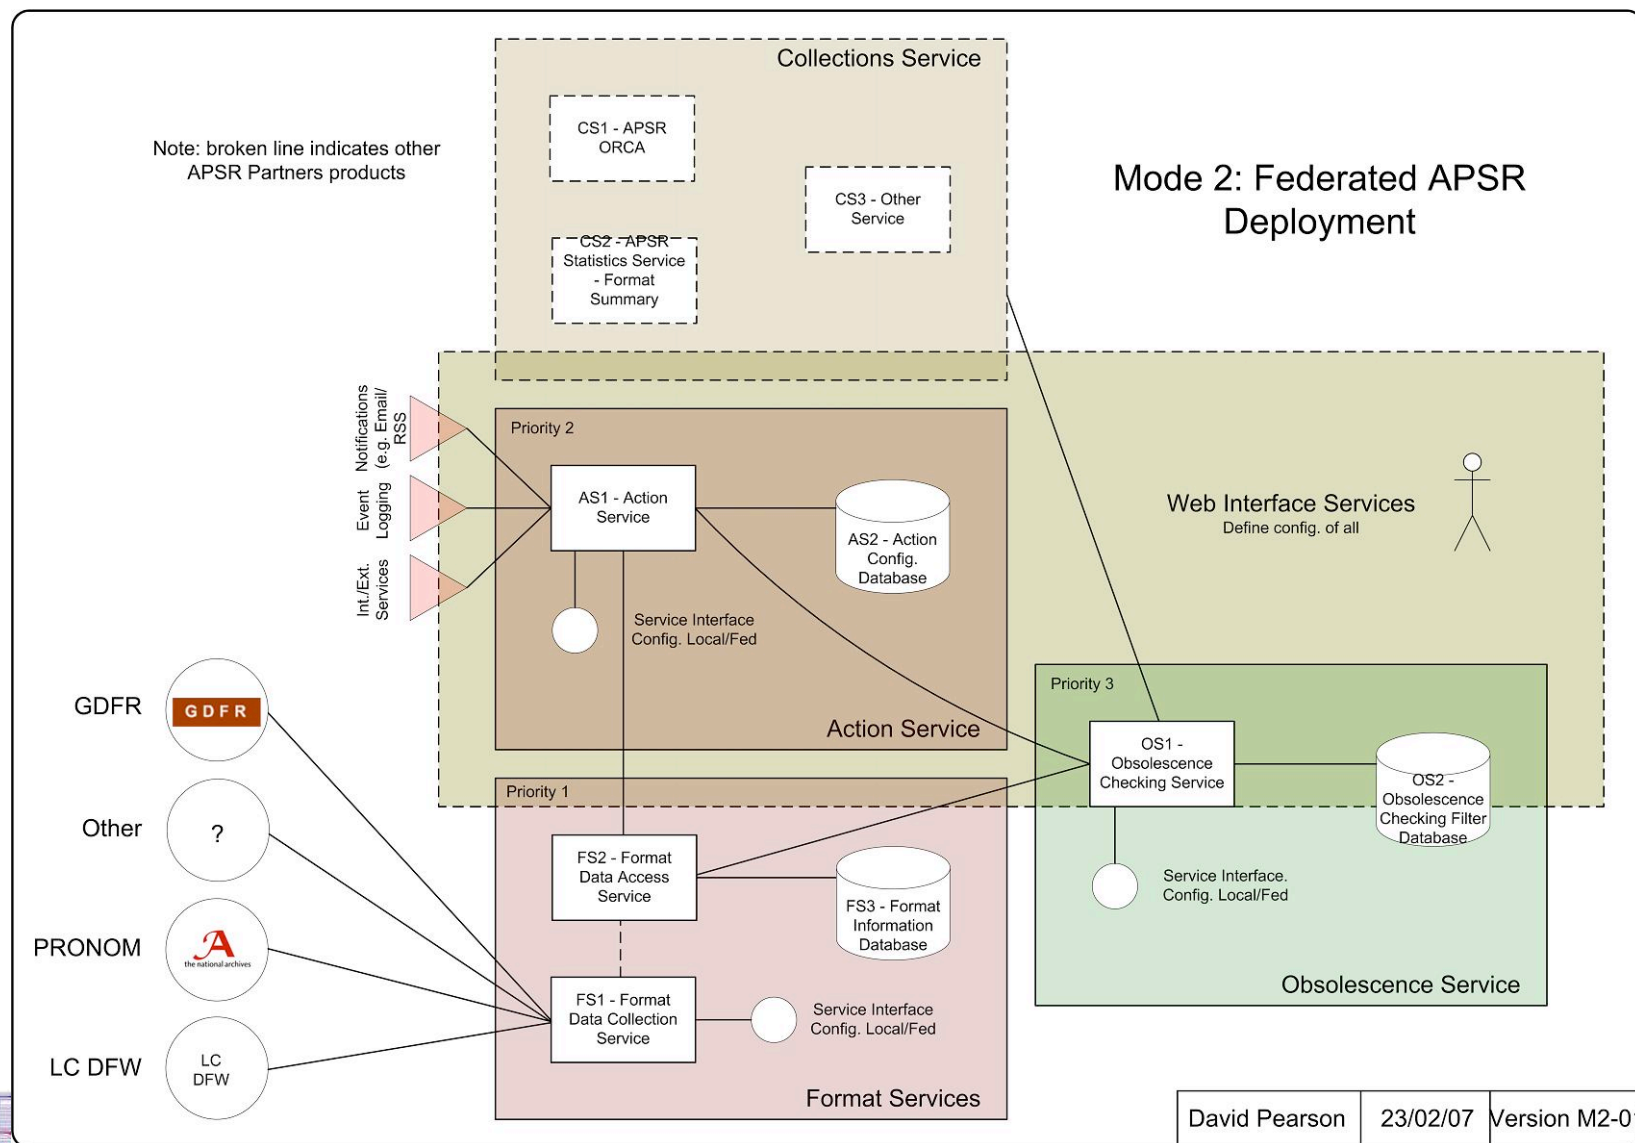 Collections Service
CS1 - APSR
ORCA
Note: broken line indicates other
APSR Partners products
CS3 - Other
Service
Mode 2: Federated APSR
Deployment
CS2 - APSR
Statistics Service
- Format
Summary
Notifications
(e.g. Email/
RSS
Event
Logging
Int./Ext.
Services
Priority 2
AS1 - Action
Service
AS2 - Action
Config.
Database
Service Interface
Config. Local/Fed
Action Service
Web Interface Services
Define config. of all
Priority 3
OS1 -
Obsolescence
Checking Service
OS2 -
Obsolescence
Checking Filter
Database
Service Interface.
Config. Local/Fed
Obsolescence Service
GDFR
GDFR
Other
?
PRONOM
A
the national archives
LC DFW
LC
DFW
Priority 1
FS2 - Format
Data Access
Service
FS3 - Format
Information
Database
FS1 - Format
Data Collection
Service
Service Interface
Config. Local/Fed
Format Services
David Pearson
23/02/07
Version M2-0